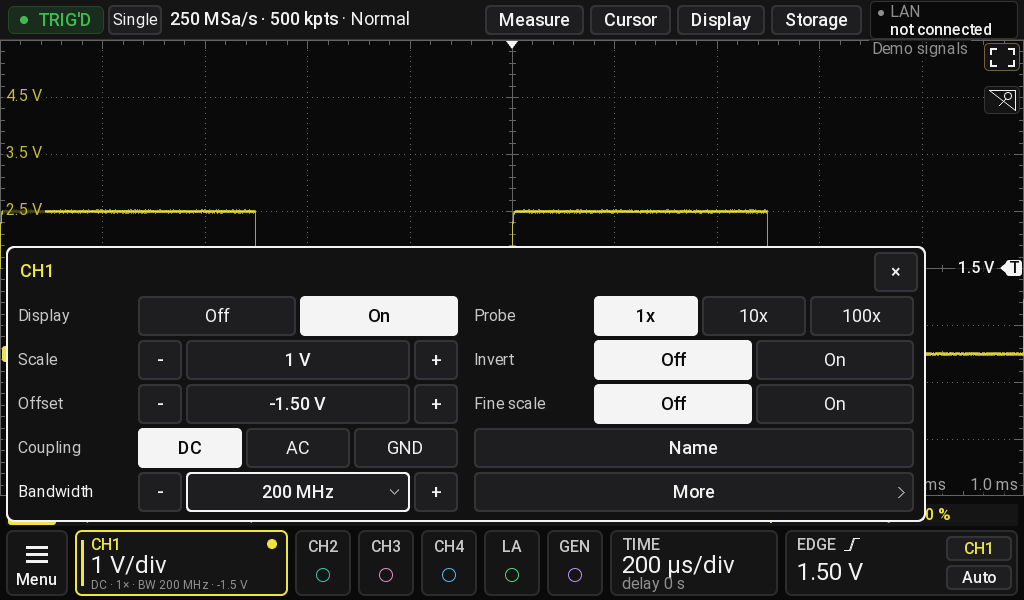 TRIG'D Single 250 MSa/s · 500 kpts · Normal Measure Cursor Display Storage LAN
not connected
Demo signals
4.5 V
3.5 V
2.5 V
1.5 V T
CH1 ×
Display Off On Probe 1x 10x 100x
Scale - 1 V + Invert Off On
Offset - -1.50 V + Fine scale Off On
Coupling DC AC GND Name
Bandwidth - 200 MHz + More
ms 1.0 ms
0 %
Menu
CH1
1 V/div
DC · 1× · BW 200 MHz · -1.5 V
CH2 CH3 CH4 LA GEN
TIME
200 µs/div
delay 0 s
EDGE CH1
1.50 V Auto